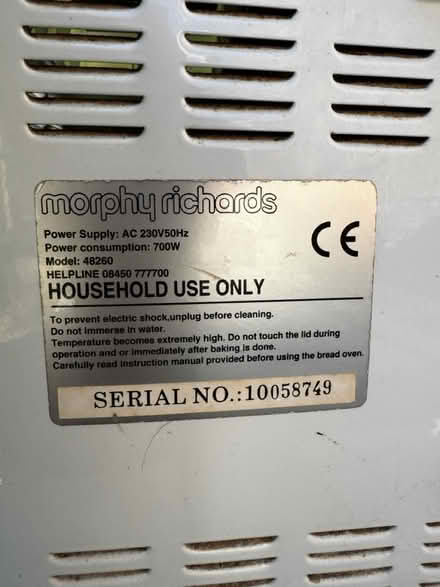 morphy richards
Power Supply: AC 230V50Hz
Power consumption: 700W
Model: 48260
HELPLINE 08450 777700
HOUSEHOLD USE ONLY
CE
To prevent electric shock,unplug before cleaning.
Do not immerse in water.
Temperature becomes extremely high. Do not touch the lid during
operation and or immediately after baking is done.
Carefully read instruction manual provided before using the bread oven.
SERIAL NO.:10058749